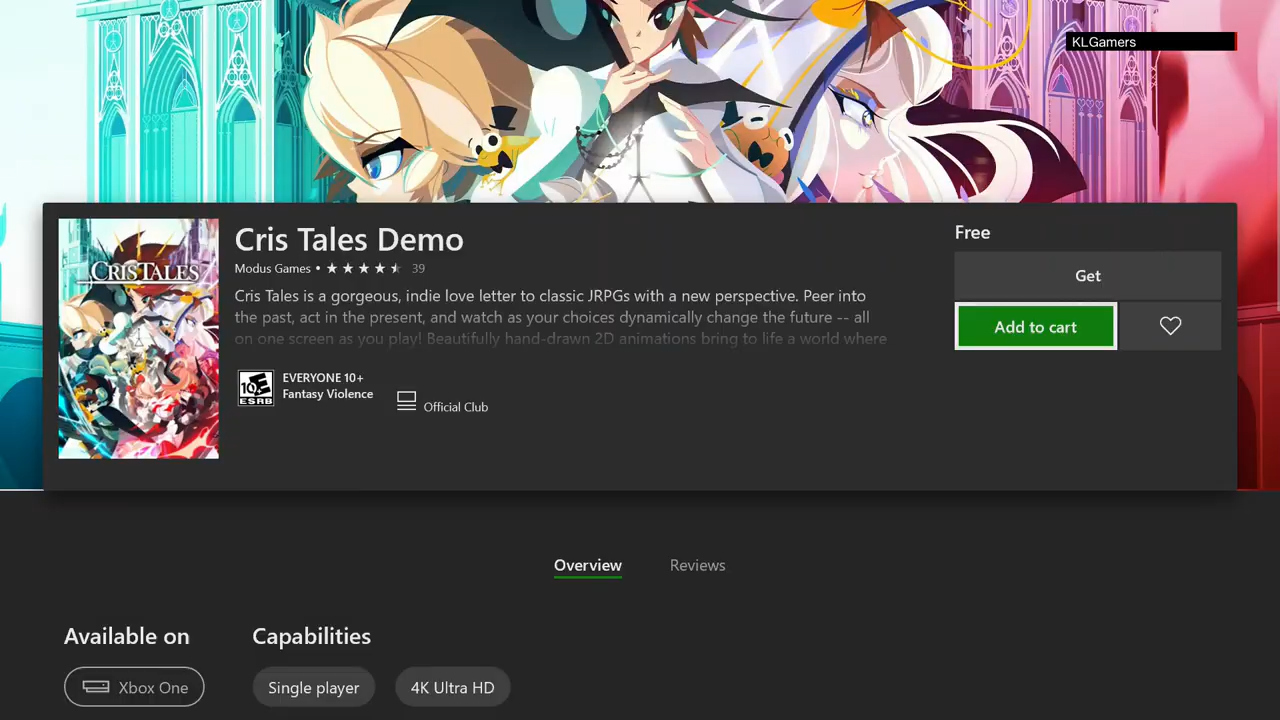 KLGamers
CRIS TALES
Cris Tales Demo
Free
Modus Games • 39
Get
Cris Tales is a gorgeous, indie love letter to classic JRPGs with a new perspective. Peer into
the past, act in the present, and watch as your choices dynamically change the future -- all
on one screen as you play! Beautifully hand-drawn 2D animations bring to life a world where
Add to cart
10+
ESRB
EVERYONE 10+
Fantasy Violence
Official Club
Overview
Reviews
Available on
Capabilities
Xbox One
Single player
4K Ultra HD